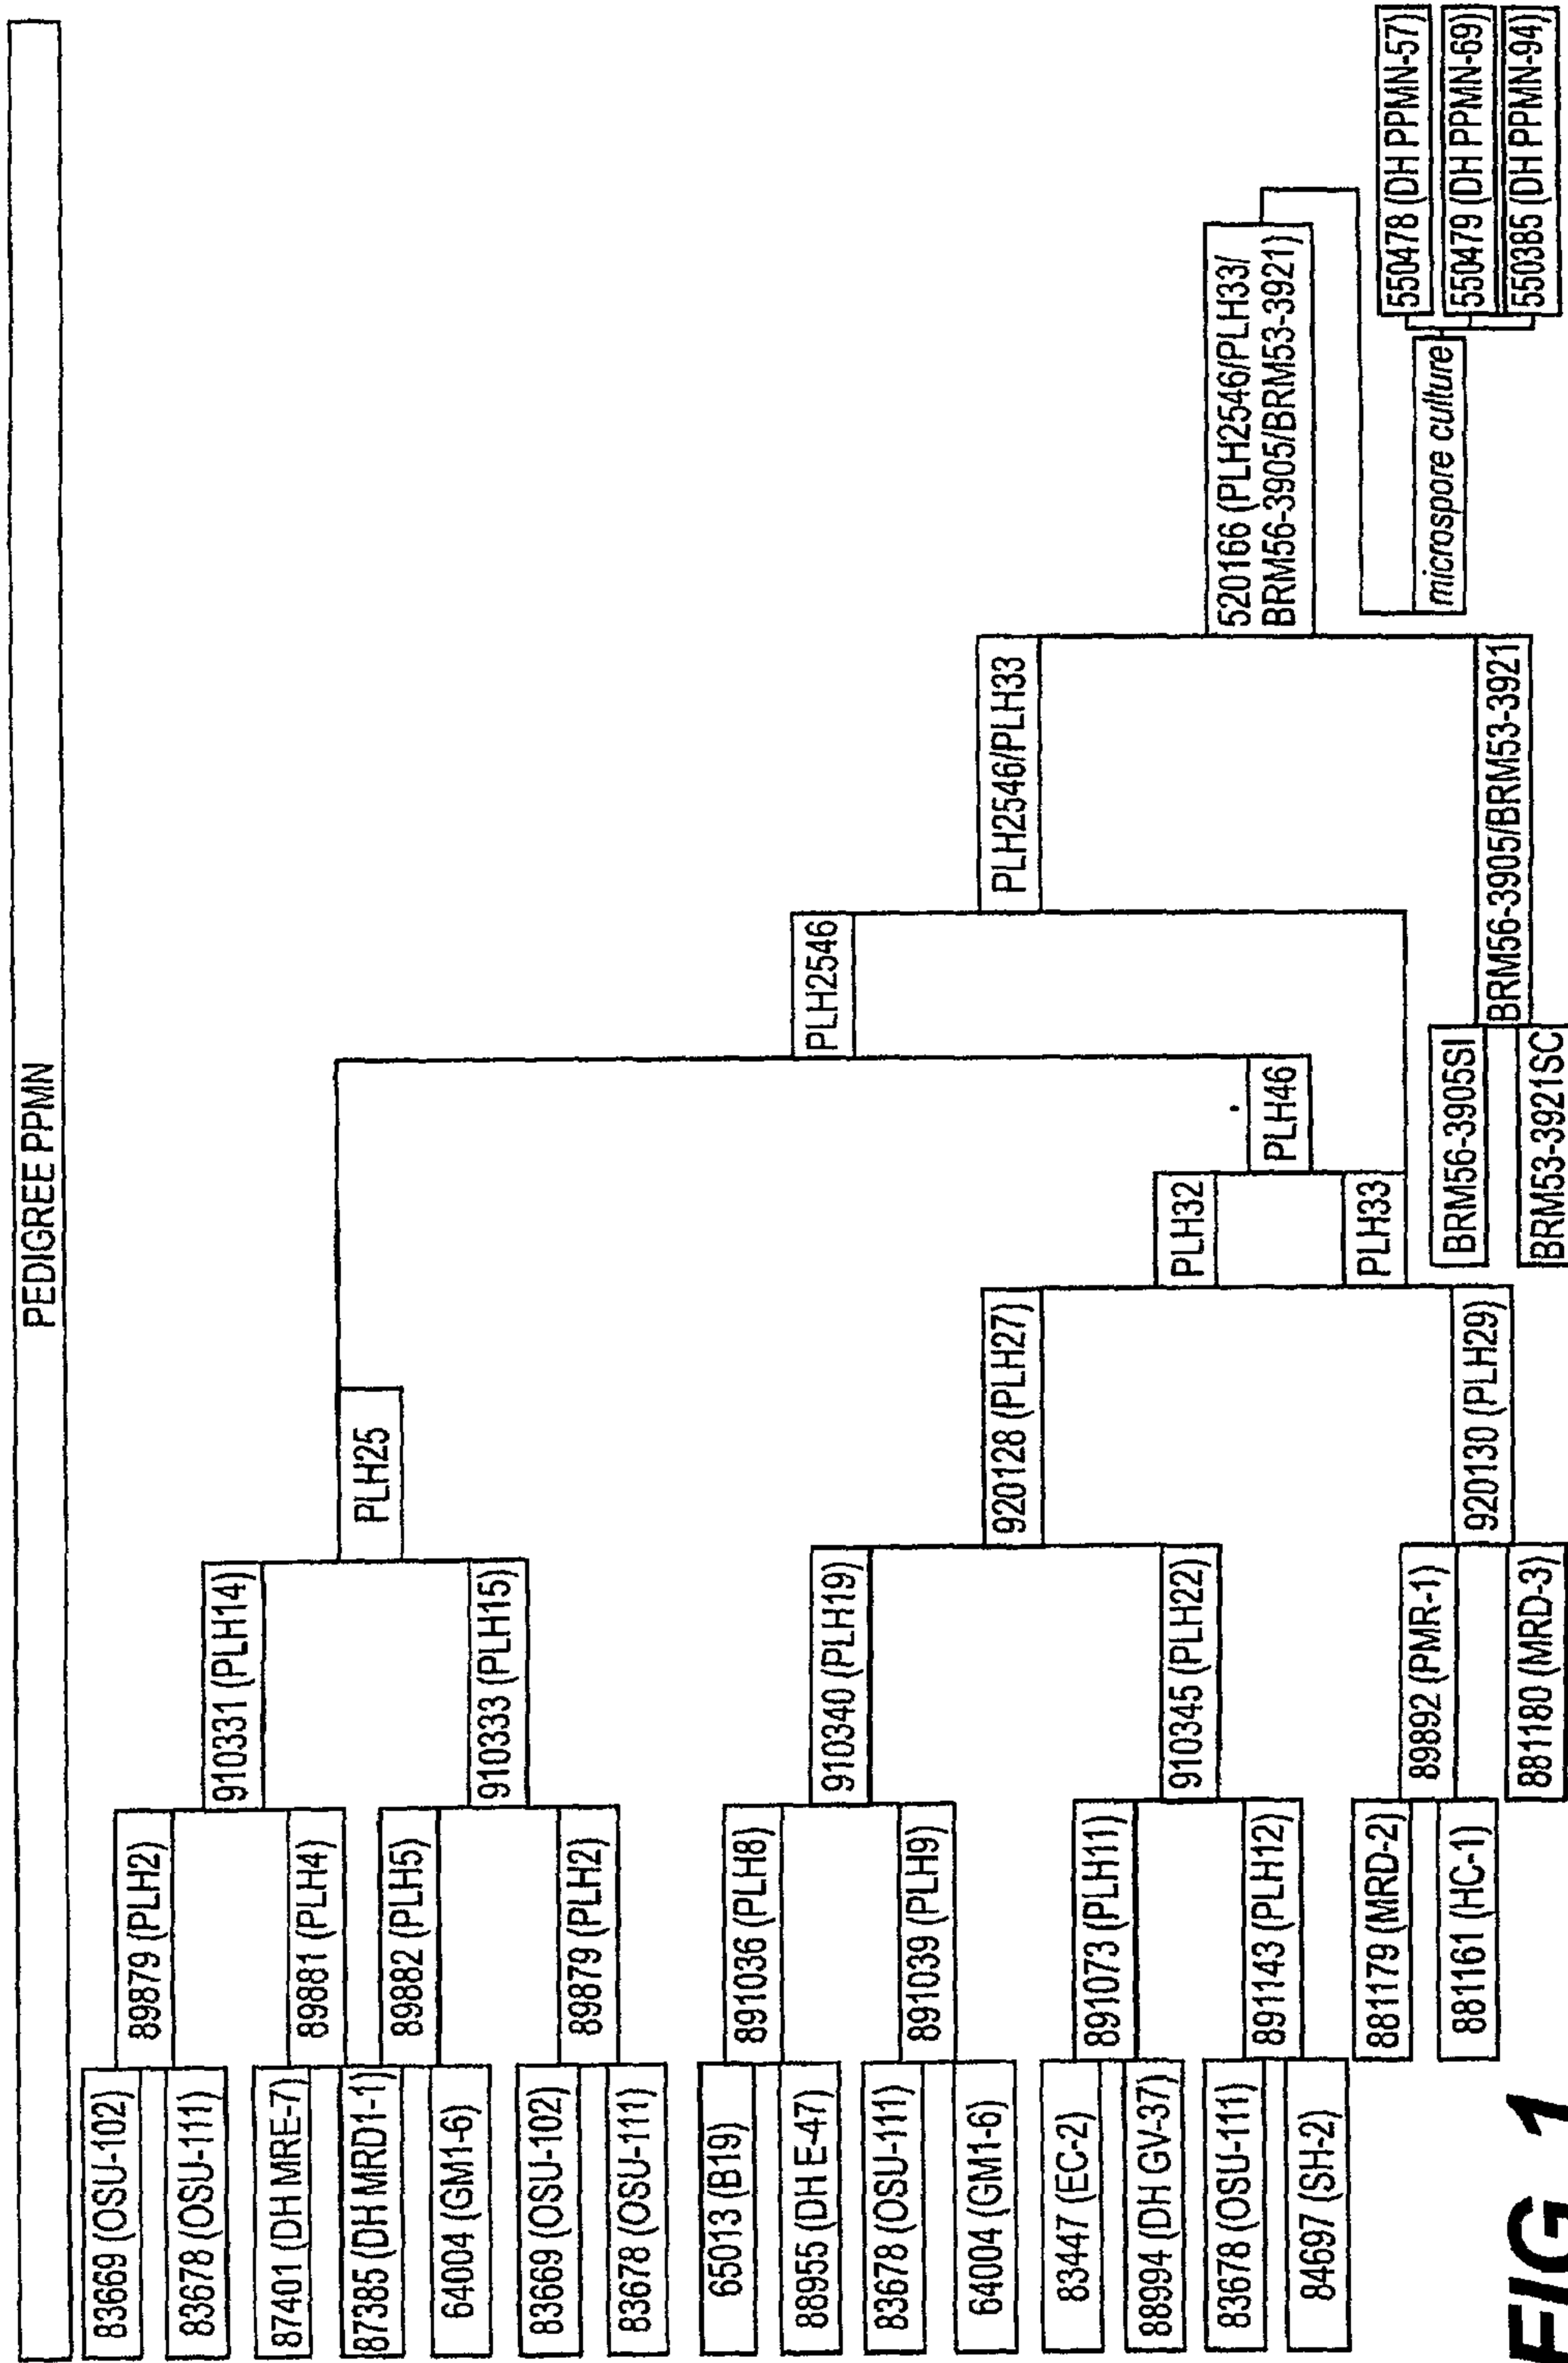 PEDIGREE PPMN
83669 (OSU-102)
83678 (OSU-111)
87401 (DH MRE-7)
87385 (DH MRD1-1)
64004 (GM1-6)
83669 (OSU-102)
83678 (OSU-111)
65013 (B19)
88955 (DH E-47)
83678 (OSU-111)
64004 (GM1-6)
83447 (EC-2)
88994 (DH GV-37)
83678 (OSU-111)
84697 (SH-2)
89879 (PLH2)
89881 (PLH4)
89882 (PLH5)
89879 (PLH2)
891036 (PLH8)
891039 (PLH9)
891073 (PLH11)
891143 (PLH12)
881179 (MRD-2)
881161 (HC-1)
910331 (PLH14)
910333 (PLH15)
910340 (PLH19)
910345 (PLH22)
89892 (PMR-1)
881180 (MRD-3)
PLH25
920128 (PLH27)
920130 (PLH29)
PLH32
PLH33
PLH46
BRM56-3905SI
BRM53-3921SC
PLH2546
PLH2546/PLH33
BRM56-3905/BRM53-3921
520166 (PLH2546/PLH33/
BRM56-3905/BRM53-3921)
microspore culture
550478 (DH PPMN-57)
550479 (DH PPMN-69)
550385 (DH PPMN-94)
FIG 1